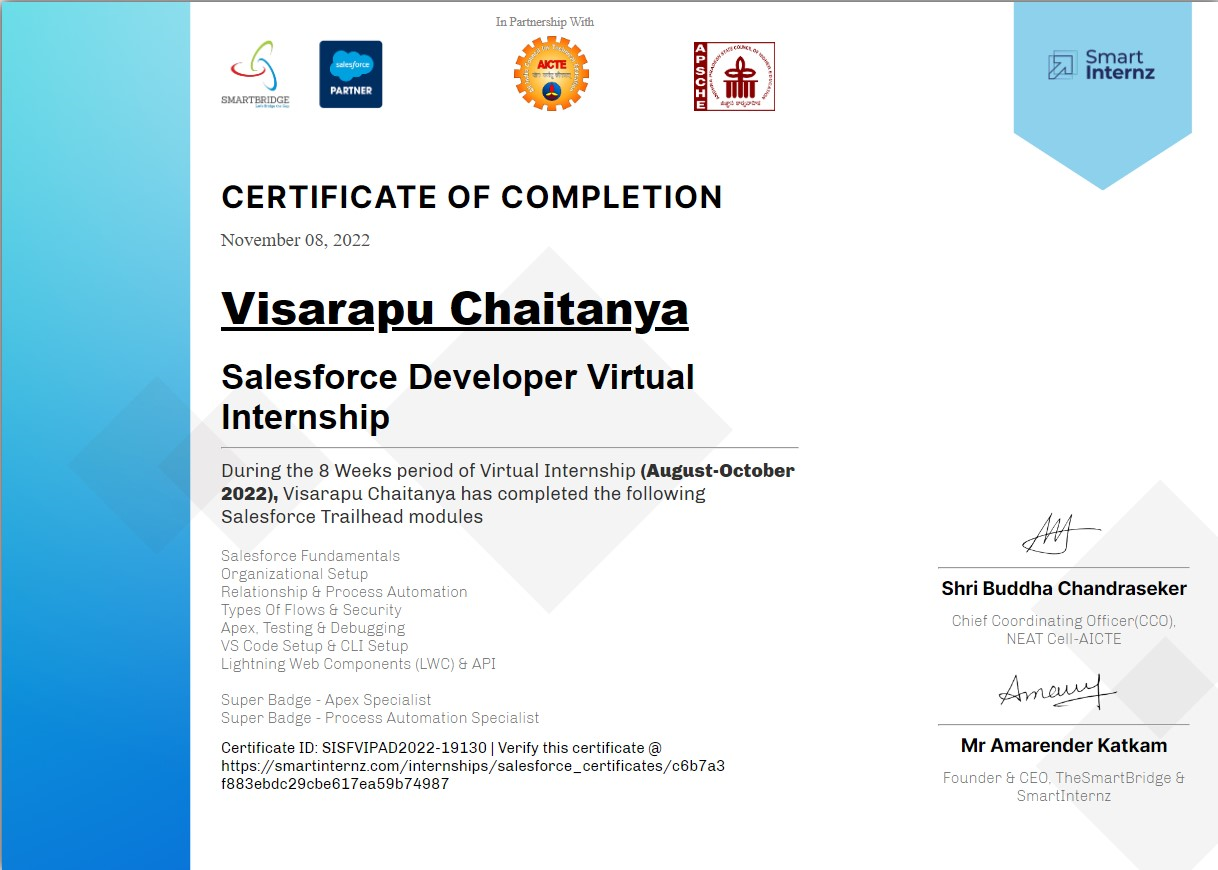 In Partnership With
SMARTBRIDGE
salesforce
PARTNER
AICTE
APSCHE
Smart
Internz
CERTIFICATE OF COMPLETION
November 08, 2022
Visarapu Chaitanya
Salesforce Developer Virtual
Internship
During the 8 Weeks period of Virtual Internship (August-October
2022), Visarapu Chaitanya has completed the following
Salesforce Trailhead modules
Salesforce Fundamentals
Organizational Setup
Relationship & Process Automation
Types Of Flows & Security
Apex, Testing & Debugging
VS Code Setup & CLI Setup
Lightning Web Components (LWC) & API
Super Badge - Apex Specialist
Super Badge - Process Automation Specialist
Certificate ID: SISFVIPAD2022-19130 | Verify this certificate @
https://smartinternz.com/internships/salesforce_certificates/c6b7a3
f883ebdc29cbe617ea59b74987
Shri Buddha Chandraseker
Chief Coordinating Officer(CCO),
NEAT Cell-AICTE
Mr Amarender Katkam
Founder & CEO, TheSmartBridge &
SmartInternz